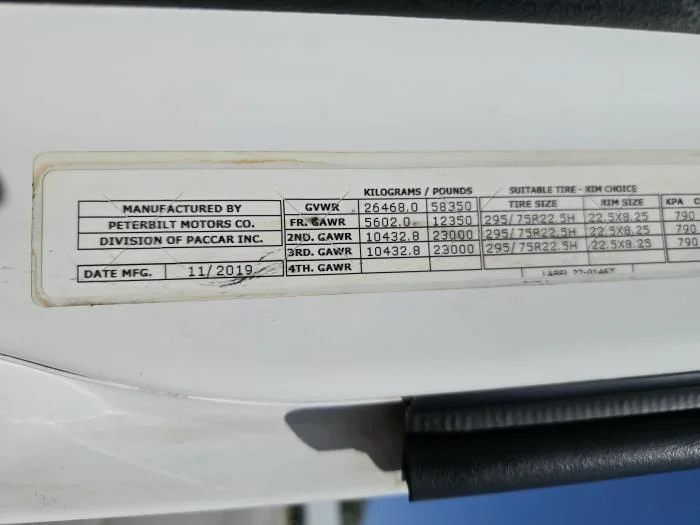 KILOGRAMS / POUNDS SUITABLE TIRE - RIM CHOICE
TIRE SIZE RIM SIZE KPA
MANUFACTURED BY GVWR 26468.0 58350
PETERBILT MOTORS CO. FR. GAWR 5602.0 12350 295/75R22.5H 22.5X8.25 790
DIVISION OF PACCAR INC. 2ND. GAWR 10432.8 23000 295/75R22.5H 22.5X8.25 790
3RD. GAWR 10432.8 23000 295/75R22.5H 22.5X8.25 790
DATE MFG. 11/2019 4TH. GAWR
LABEL